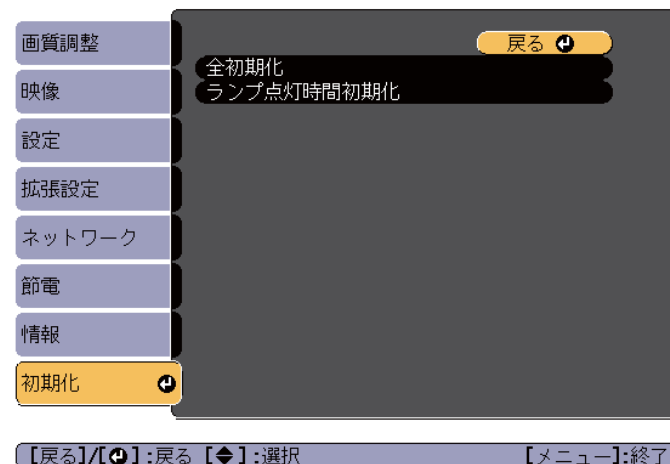 画質調整
映像
設定
拡張設定
ネットワーク
節電
情報
初期化
戻る
全初期化
ランプ点灯時間初期化
【戻る】/【】:戻る 【】:選択 【メニュー】:終了